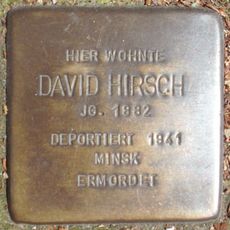 HIER WOHNTE
DAVID HIRSCH
JG. 1882
DEPORTIERT 1941
MINSK
ERMORDET